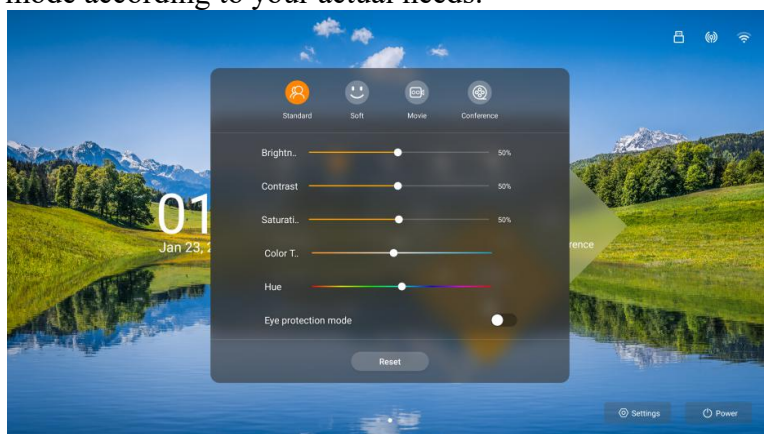 mode according to your actual needs.
Standard Soft Movie Conference
Brightn.. 50%
Contrast 50%
Saturati.. 50%
01
Jan 23, 2
rence
Color T..
Hue
Eye protection mode
Reset
Settings Power